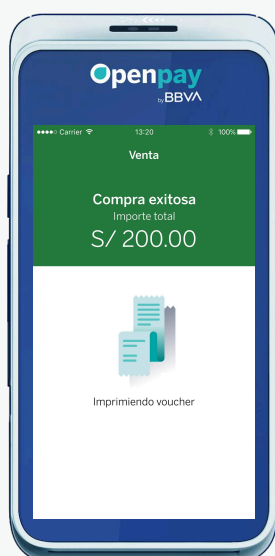 Openpay
by BBVA
Carrier 13:20 100%
Venta
Compra exitosa
Importe total
S/ 200.00
Imprimiendo voucher